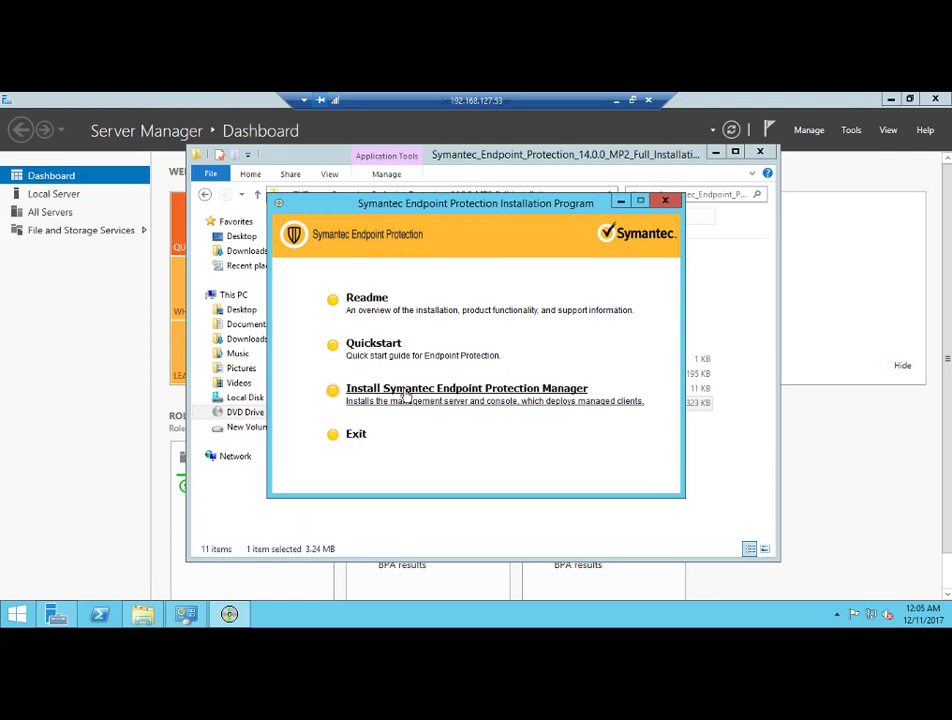 192.168.127.53
Server Manager • Dashboard
Manage Tools View Help
Dashboard
Local Server
All Servers
File and Storage Services
Application Tools
Symantec_Endpoint_Protection_14.0.0_MP2_Full_Installati...
File Home Share View Manage
Favorites
Desktop
Downloads
Recent plac
This PC
Desktop
Document
Downloads
Music
Pictures
Videos
Local Disk
DVD Drive
New Volum
Network
1 KB
195 KB
11 KB
323 KB
Hide
Symantec Endpoint Protection Installation Program
Symantec Endpoint Protection
Symantec.
Readme
An overview of the installation, product functionality, and support information.
Quickstart
Quick start guide for Endpoint Protection.
Install Symantec Endpoint Protection Manager
Installs the management server and console, which deploys managed clients.
Exit
11 items 1 item selected 3.24 MB
BPA results
BPA results
12:05 AM
12/11/2017